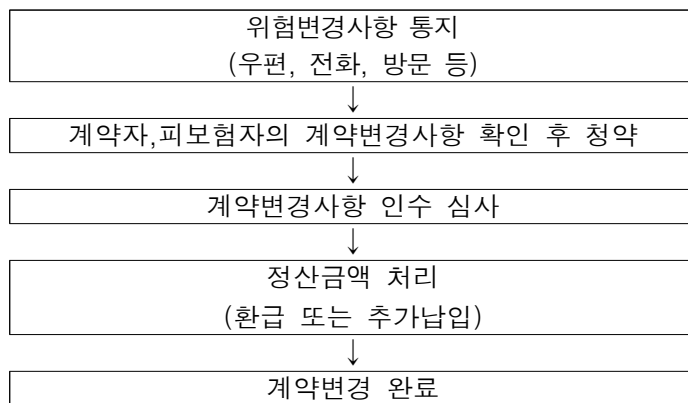 위험변경사항 통지
(우편, 전화, 방문 등)
↓
계약자,피보험자의 계약변경사항 확인 후 청약
↓
계약변경사항 인수 심사
↓
정산금액 처리
(환급 또는 추가납입)
↓
계약변경 완료